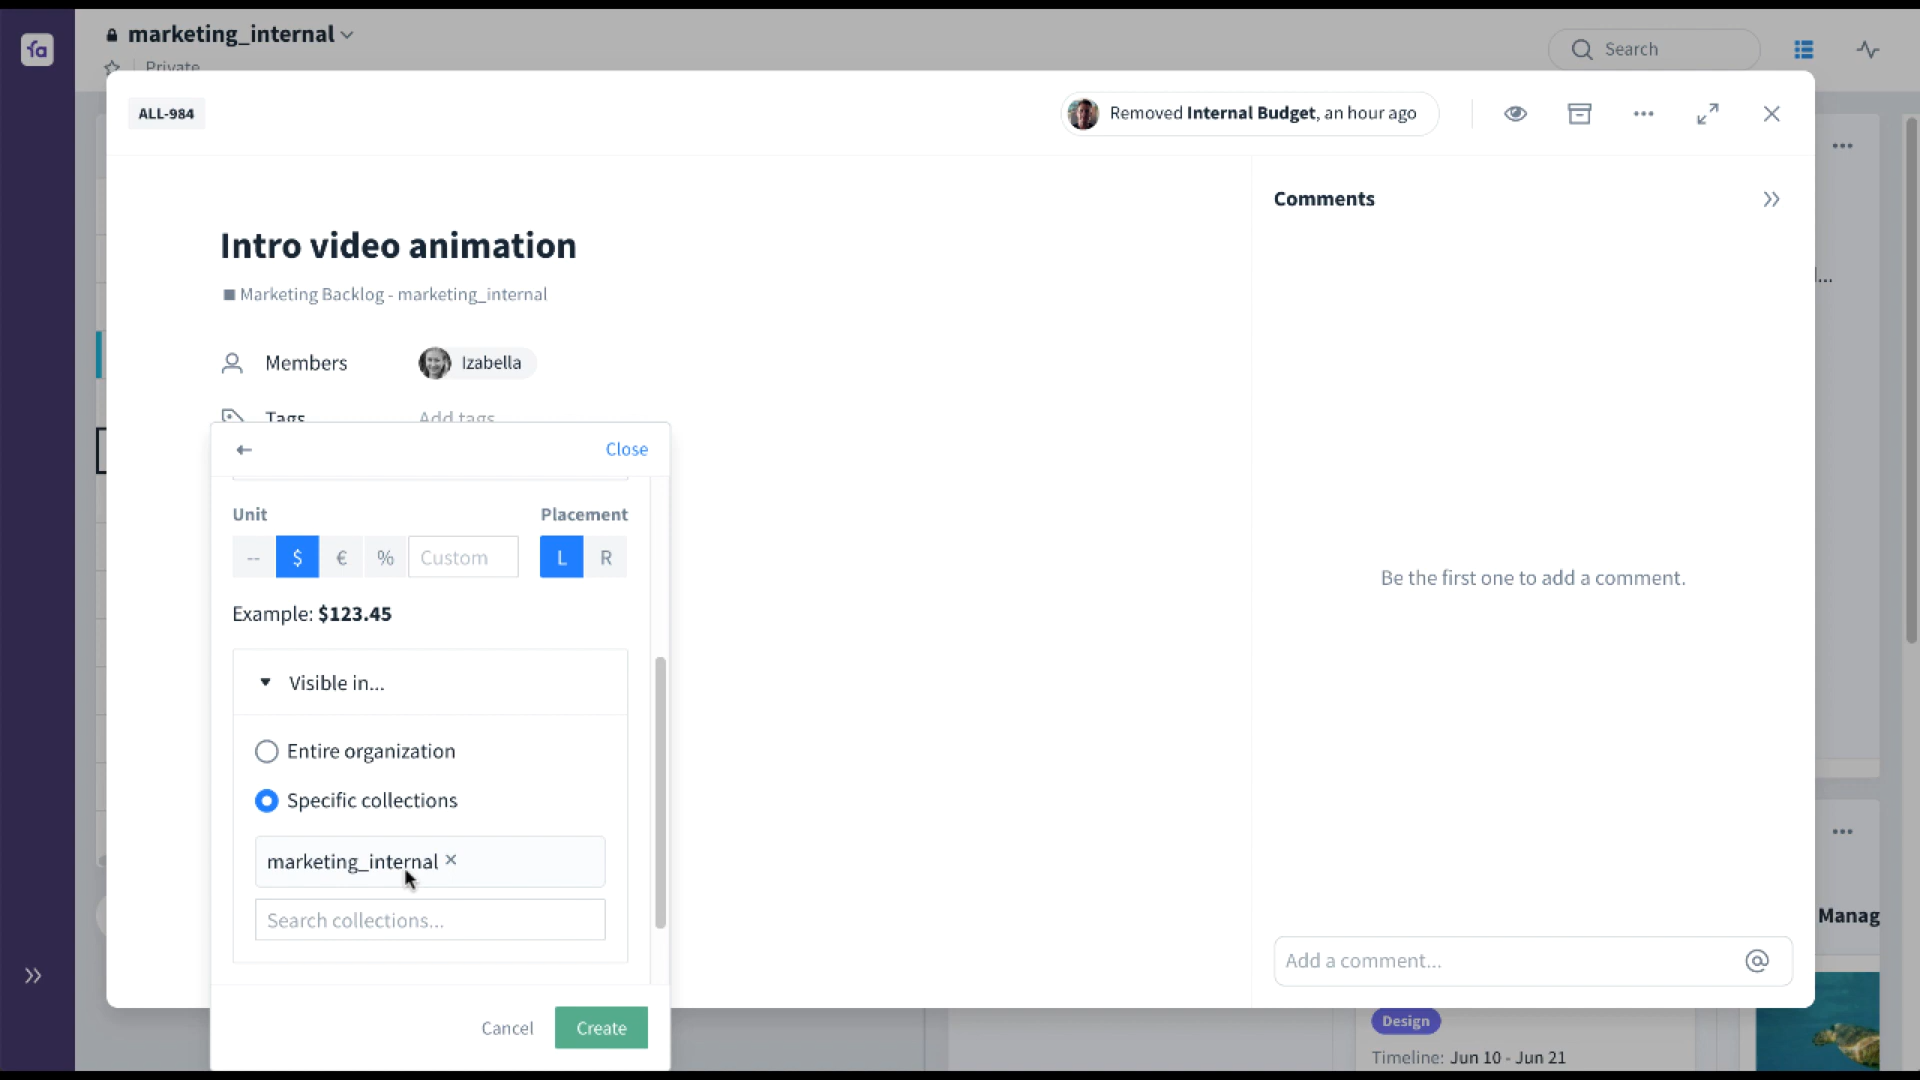 marketing_internal
Private
Search
ALL-984
Removed Internal Budget, an hour ago
Intro video animation
Marketing Backlog - marketing_internal
Members
Izabella
Tags
Add tags
Close
Unit
Placement
--
$
€
%
Custom
L
R
Example: $123.45
Visible in...
Entire organization
Specific collections
marketing_internal ×
Search collections...
Cancel
Create
Comments
Be the first one to add a comment.
Add a comment...
@
Manag
Design
Timeline: Jun 10 - Jun 21